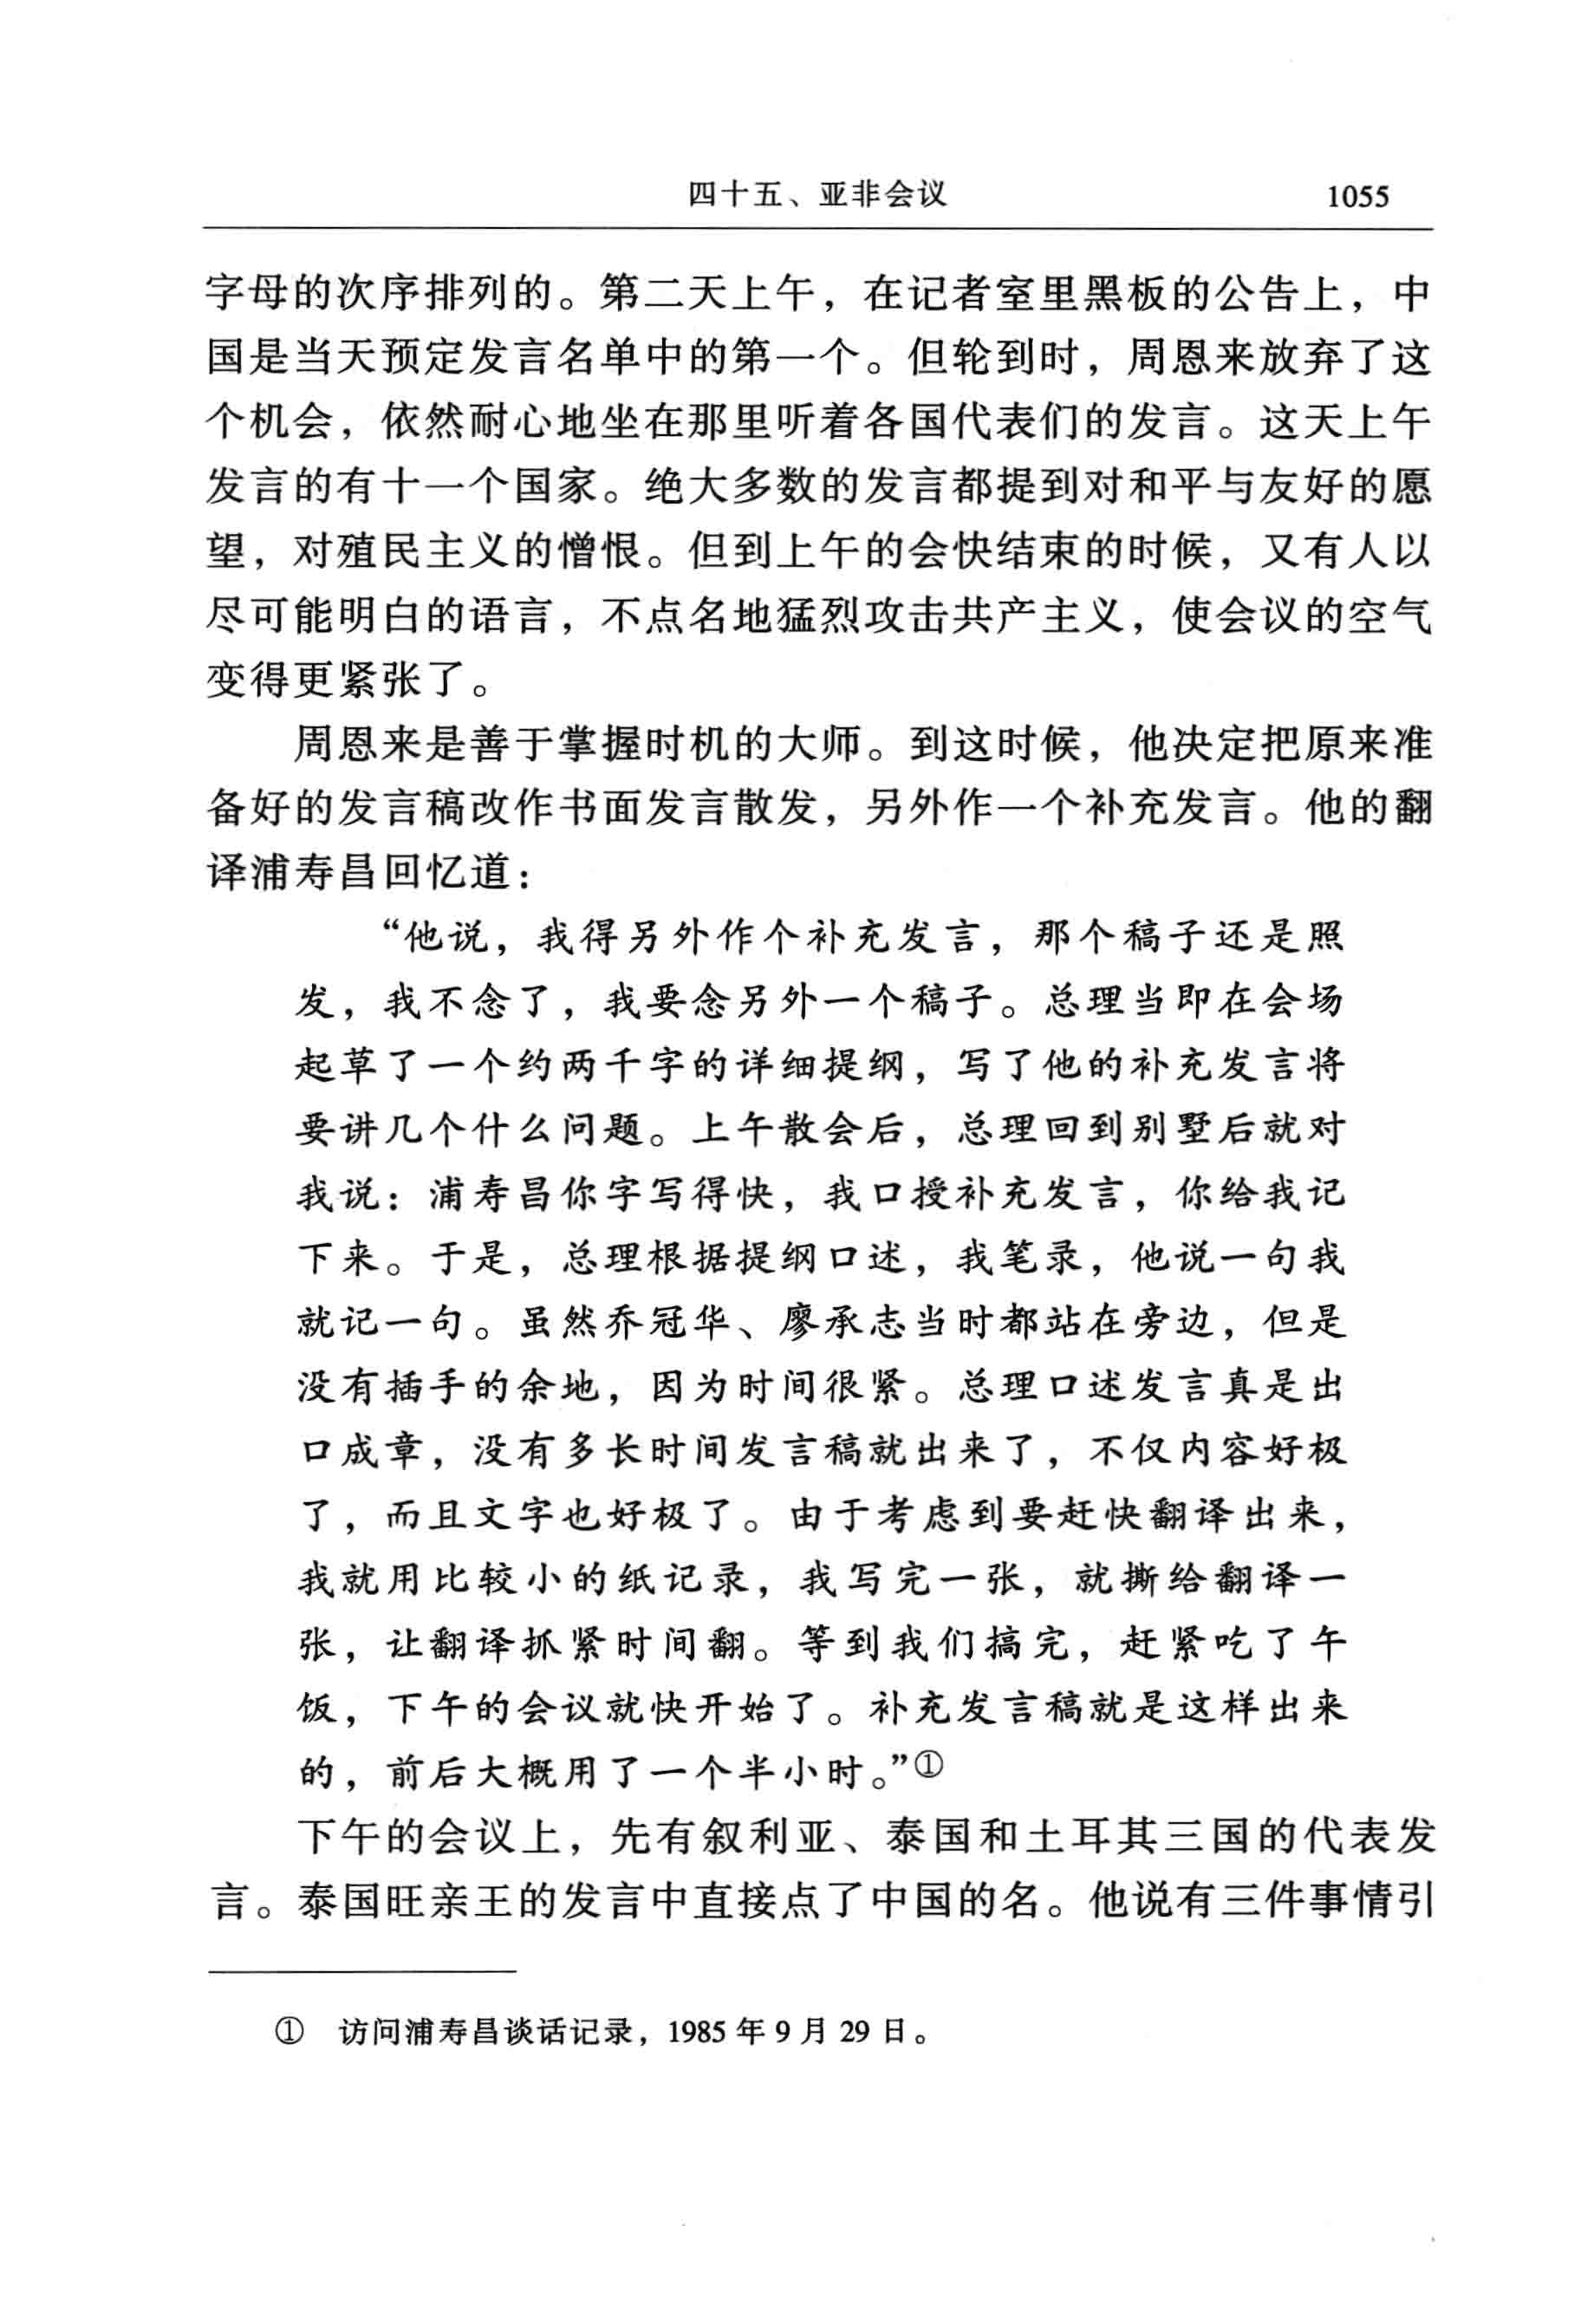 四十五、亚非会议 1055
字母的次序排列的。第二天上午，在记者室里黑板的公告上，中
国是当天预定发言名单中的第一个。但轮到时，周恩来放弃了这
个机会，依然耐心地坐在那里听着各国代表们的发言。这天上午
发言的有十一个国家。绝大多数的发言都提到对和平与友好的愿
望，对殖民主义的憎恨。但到上午的会快结束的时候，又有人以
尽可能明白的语言，不点名地猛烈攻击共产主义，使会议的空气
变得更紧张了。
周恩来是善于掌握时机的大师。到这时候，他决定把原来准
备好的发言稿改作书面发言散发，另外作一个补充发言。他的翻
译浦寿昌回忆道：
“他说，我得另外作个补充发言，那个稿子还是照
发，我不念了，我要念另外一个稿子。总理当即在会场
起草了一个约两千字的详细提纲，写了他的补充发言将
要讲几个什么问题。上午散会后，总理回到别墅后就对
我说：浦寿昌你字写得快，我口授补充发言，你给我记
下来。于是，总理根据提纲口述，我笔录，他说一句我
就记一句。虽然乔冠华、廖承志当时都站在旁边，但是
没有插手的余地，因为时间很紧。总理口述发言真是出
口成章，没有多长时间发言稿就出来了，不仅内容好极
了，而且文字也好极了。由于考虑到要赶快翻译出来，
我就用比较小的纸记录，我写完一张，就撕给翻译一
张，让翻译抓紧时间翻。等到我们搞完，赶紧吃了午
饭，下午的会议就快开始了。补充发言稿就是这样出来
的，前后大概用了一个半小时。”①
下午的会议上，先有叙利亚、泰国和土耳其三国的代表发
言。泰国旺亲王的发言中直接点了中国的名。他说有三件事情引
① 访问浦寿昌谈话记录，1985 年 9 月 29 日。